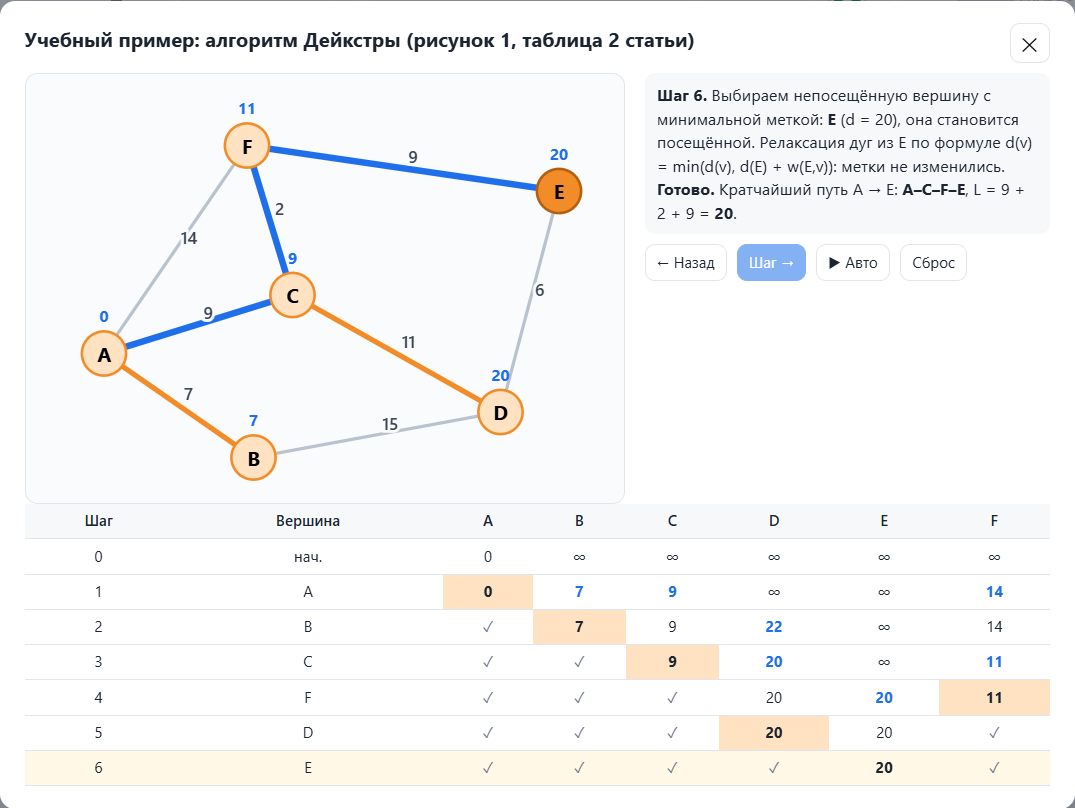 Учебный пример: алгоритм Дейкстры (рисунок 1, таблица 2 статьи)
11
F
20
E
9
2
14
9
C
0
A
9
7
11
6
20
D
7
B
15
Шаг 6. Выбираем непосещённую вершину с
минимальной меткой: E (d = 20), она становится
посещённой. Релаксация дуг из E по формуле d(v)
= min(d(v), d(E) + w(E,v)): метки не изменились.
Готово. Кратчайший путь A → E: A–C–F–E, L = 9 +
2 + 9 = 20.
← Назад Шаг → ▶ Авто Сброс
Шаг Вершина A B C D E F
0 нач. 0 ∞ ∞ ∞ ∞ ∞
1 A 0 7 9 ∞ ∞ 14
2 B ✓ 7 9 22 ∞ 14
3 C ✓ ✓ 9 20 ∞ 11
4 F ✓ ✓ ✓ 20 20 11
5 D ✓ ✓ ✓ 20 20 ✓
6 E ✓ ✓ ✓ ✓ 20 ✓